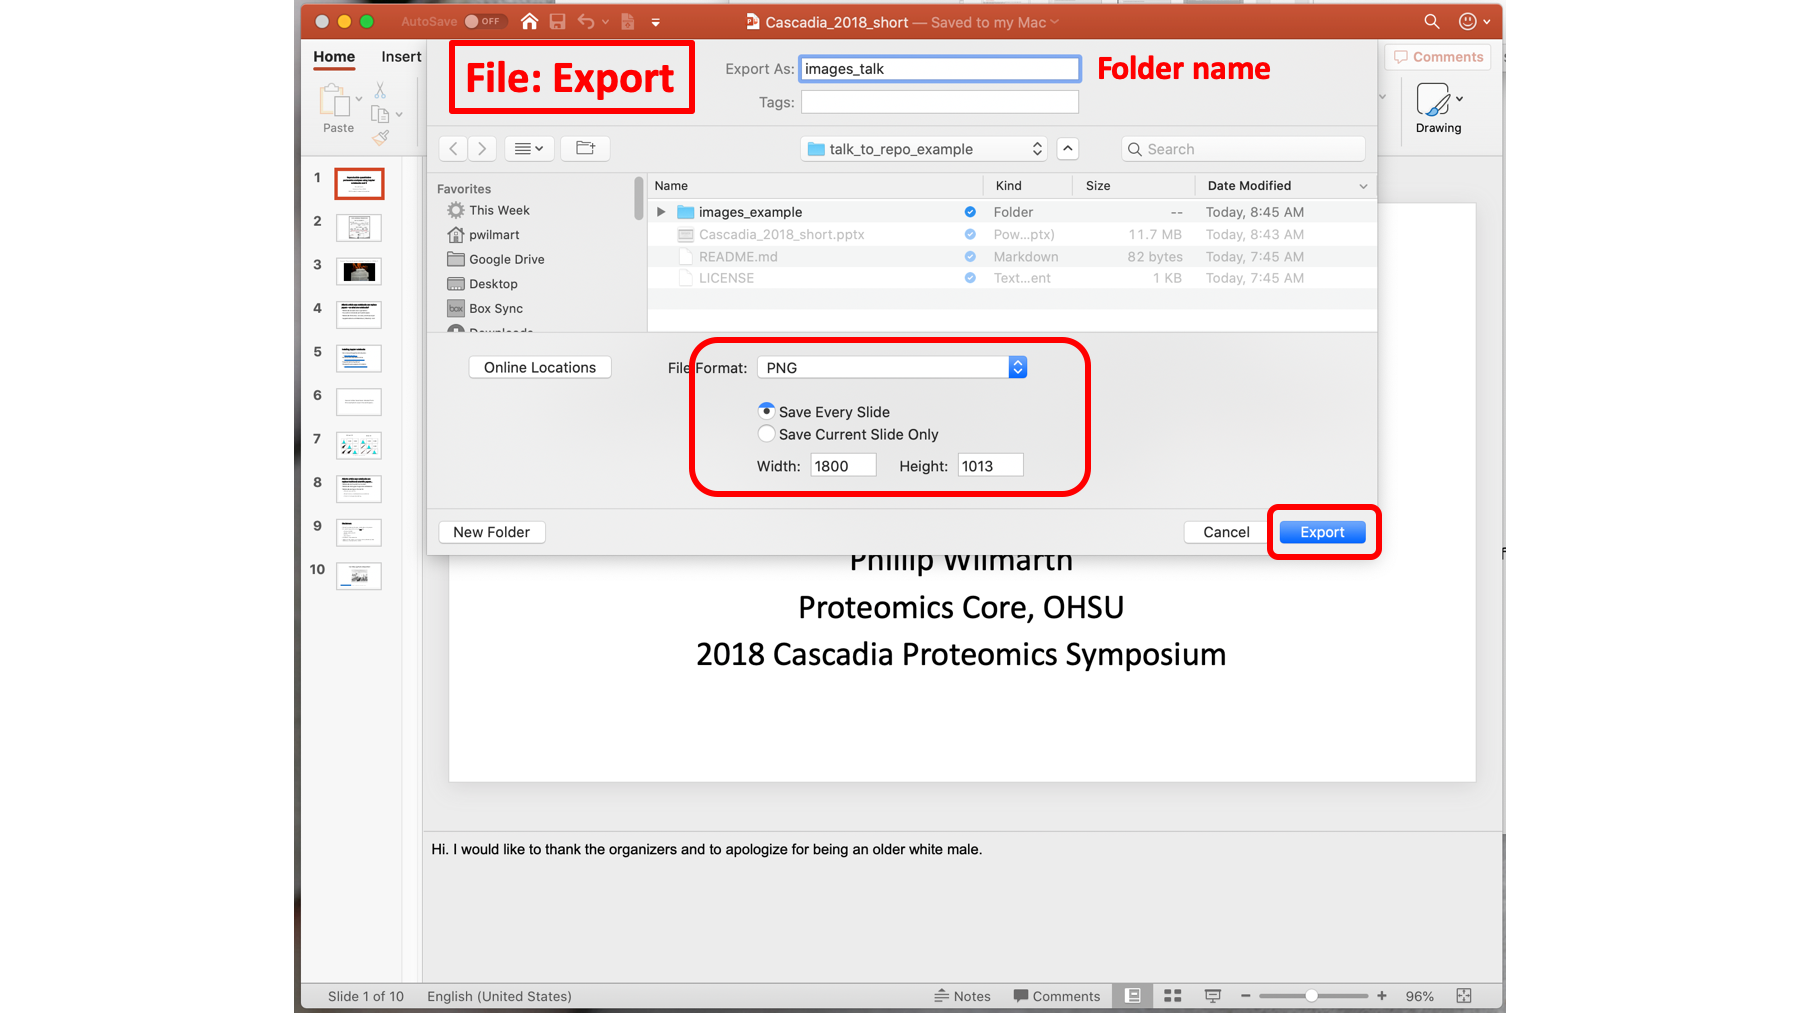 AutoSave OFF
Cascadia_2018_short — Saved to my Mac
Home Insert
File: Export
Export As: images_talk
Folder name
Comments
Tags:
Paste
Drawing
talk_to_repo_example
Search
Favorites
This Week
pwilmart
Google Drive
Desktop
Box Sync
Downloads
Name Kind Size Date Modified
images_example Folder -- Today, 8:45 AM
Cascadia_2018_short.pptx Pow...ptx) 11.7 MB Today, 8:43 AM
README.md Markdown 82 bytes Today, 7:45 AM
LICENSE Text...ent 1 KB Today, 7:45 AM
Online Locations
File Format: PNG
Save Every Slide
Save Current Slide Only
Width: 1800 Height: 1013
New Folder Cancel Export
1
2
3
4
5
6
7
8
9
10
Phillip Wilmarth
Proteomics Core, OHSU
2018 Cascadia Proteomics Symposium
Hi. I would like to thank the organizers and to apologize for being an older white male.
Slide 1 of 10 English (United States) Notes Comments 96%